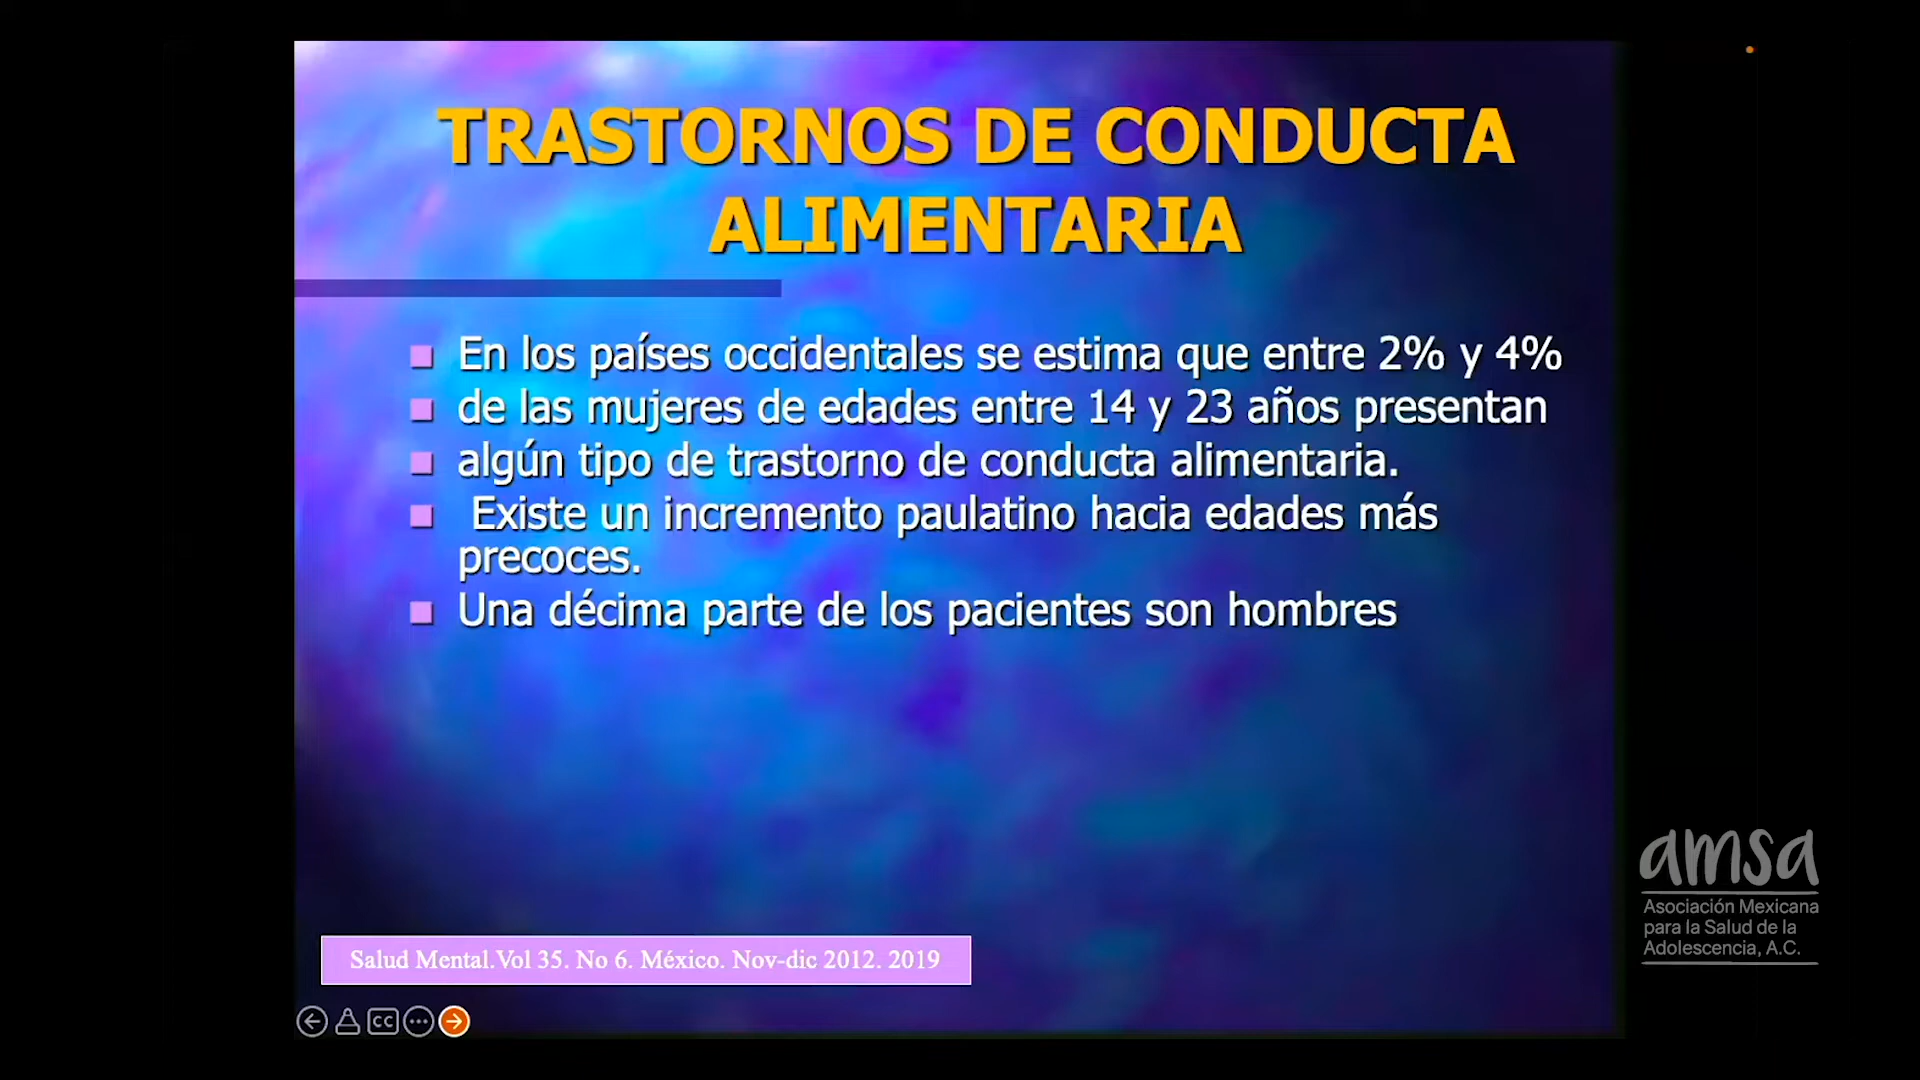 TRASTORNOS DE CONDUCTA
ALIMENTARIA
En los países occidentales se estima que entre 2% y 4%
de las mujeres de edades entre 14 y 23 años presentan
algún tipo de trastorno de conducta alimentaria.
Existe un incremento paulatino hacia edades más
precoces.
Una décima parte de los pacientes son hombres
Salud Mental.Vol 35. No 6. México. Nov-dic 2012. 2019
CC
amsa
Asociación Mexicana
para la Salud de la
Adolescencia, A.C.